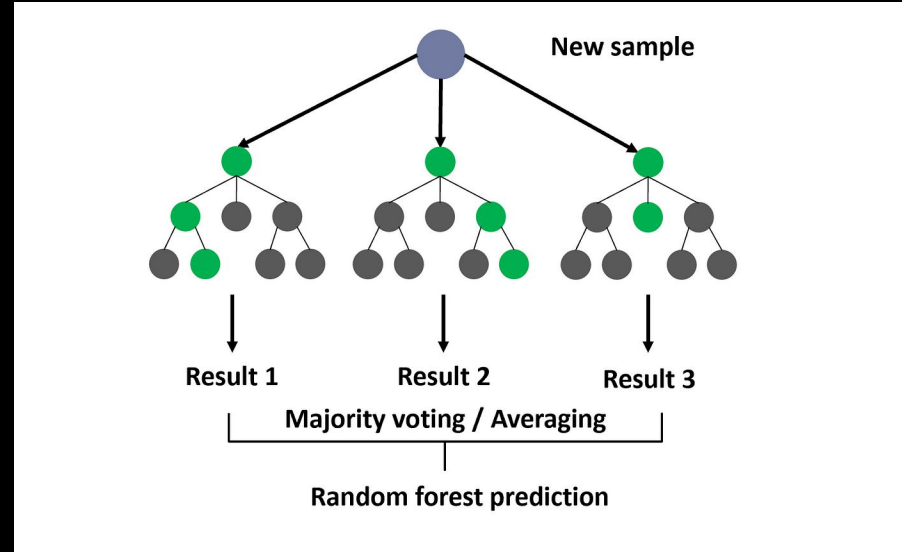 New sample
Result 1
Result 2
Result 3
Majority voting / Averaging
Random forest prediction